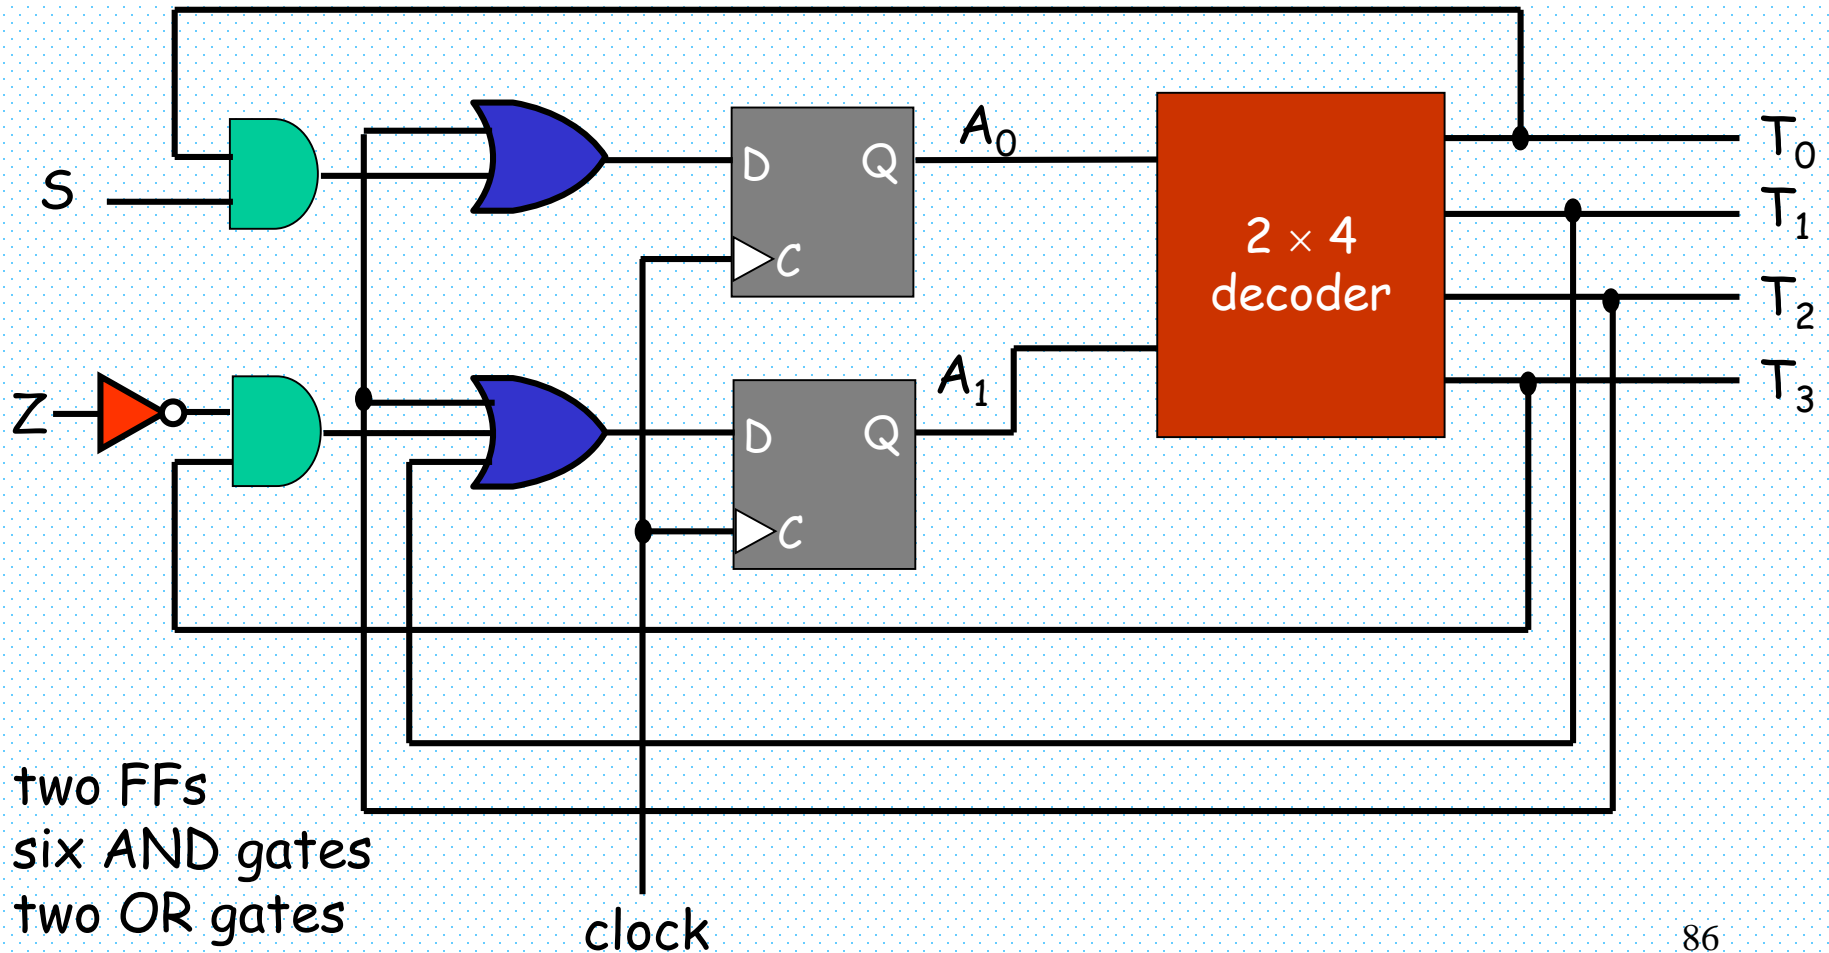 A0
T0
S
D Q
T1
C
2 × 4
decoder
T2
A1
T3
Z
D Q
C
two FFs
six AND gates
two OR gates
clock
86